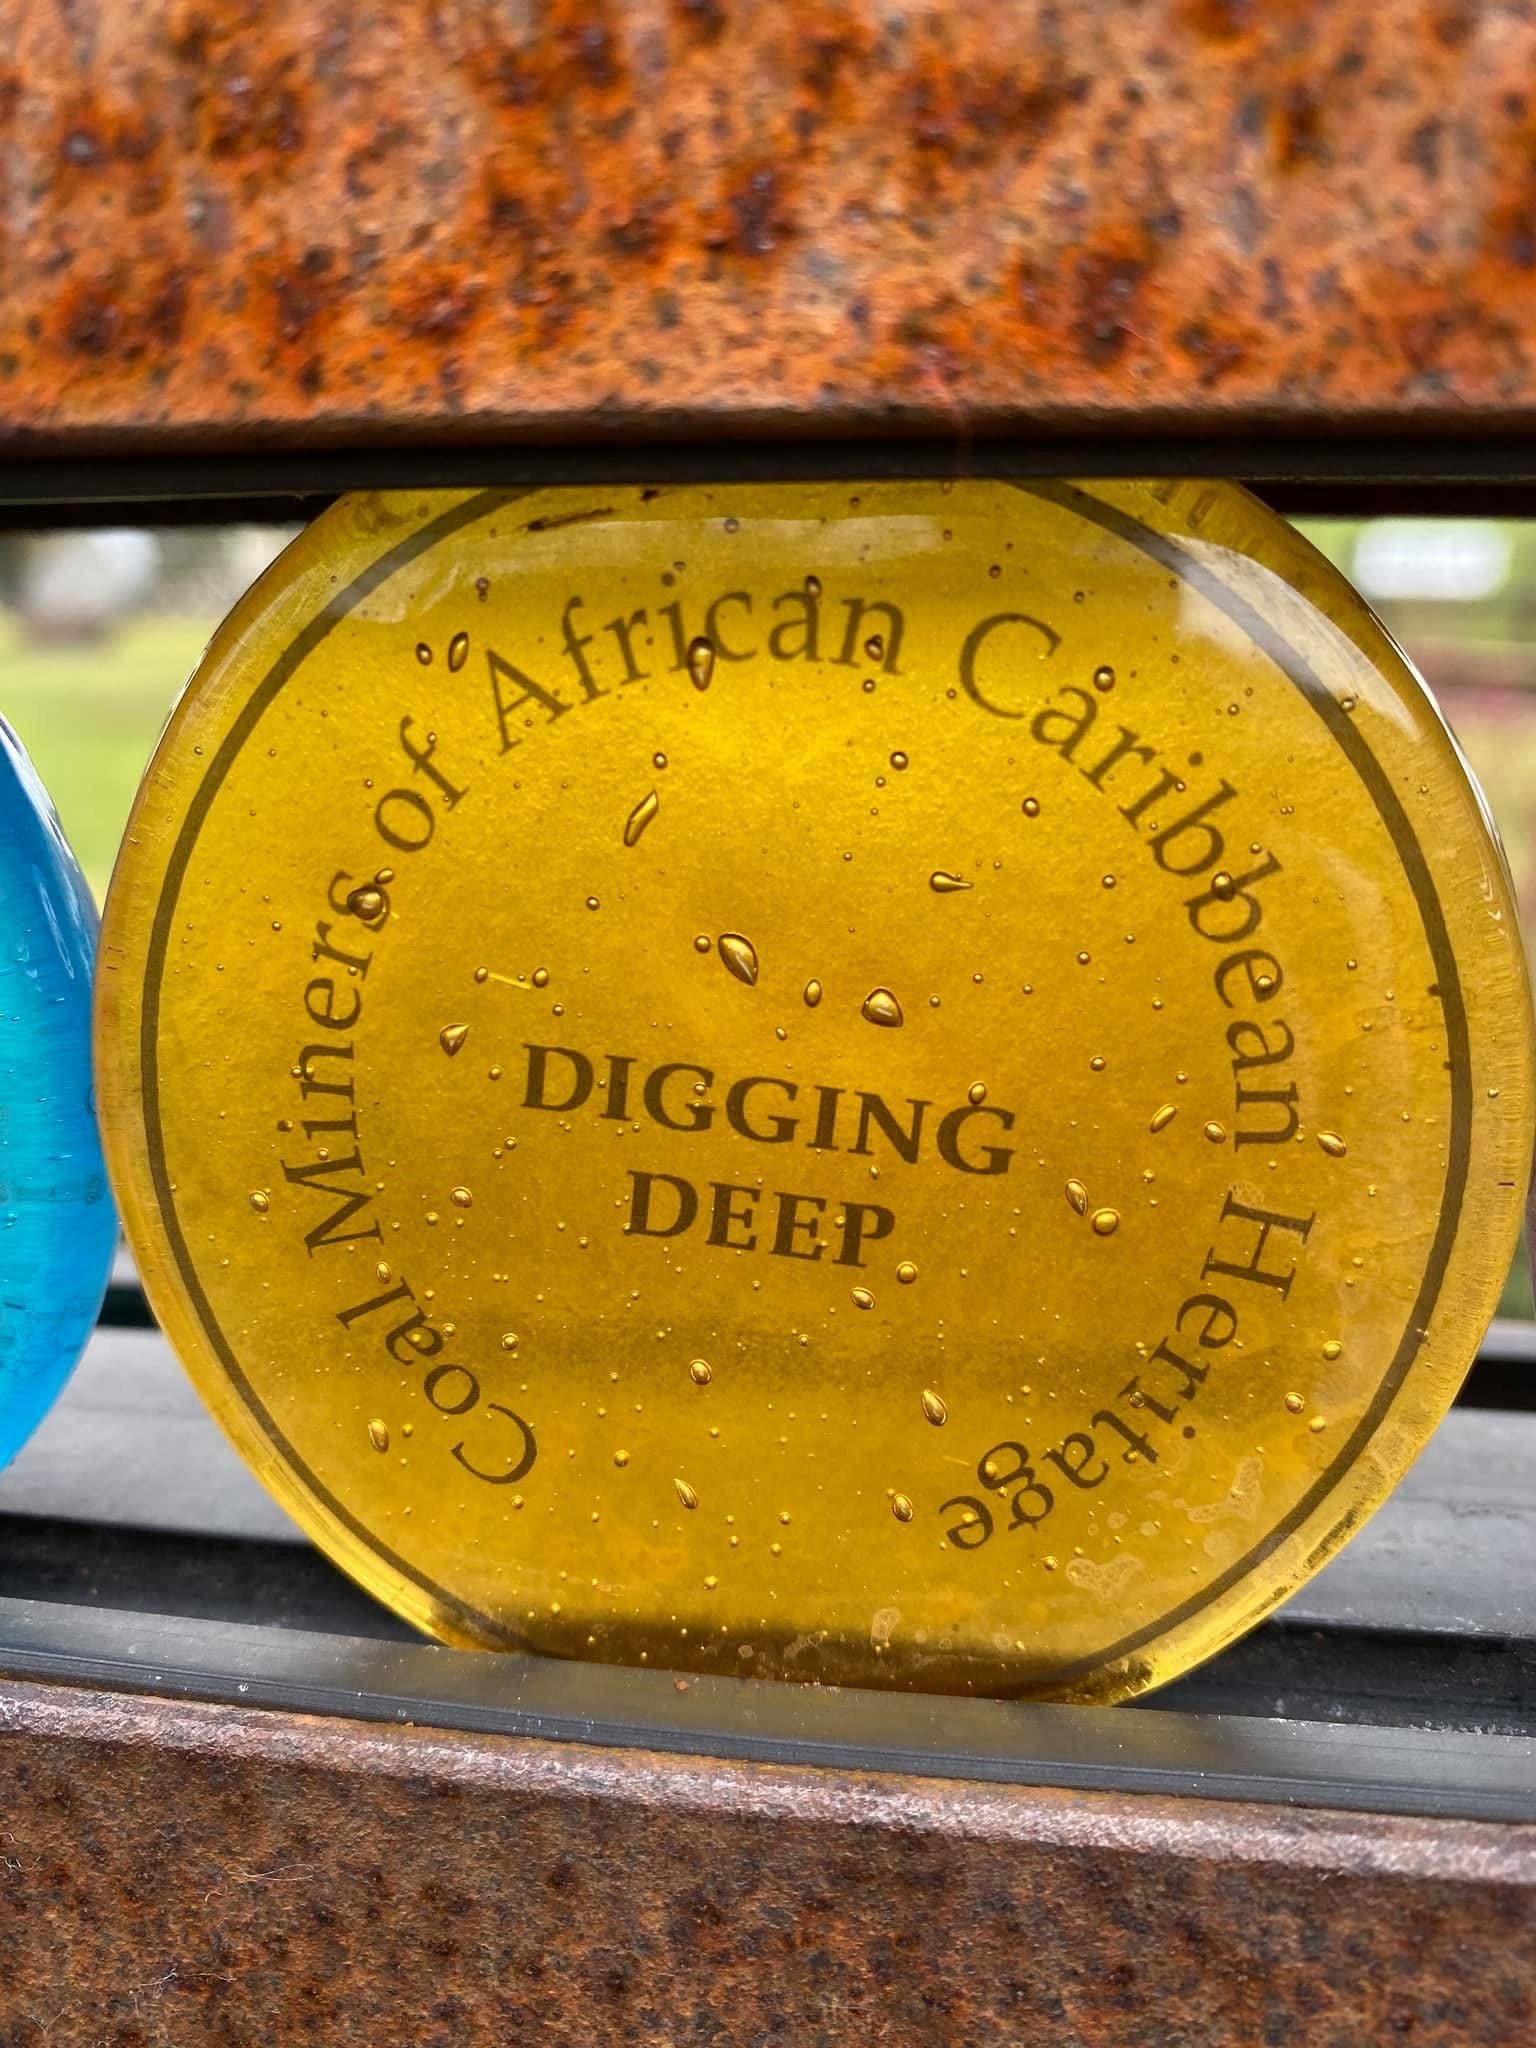 Coal Miners of African Caribbean Heritage
DIGGING
DEEP